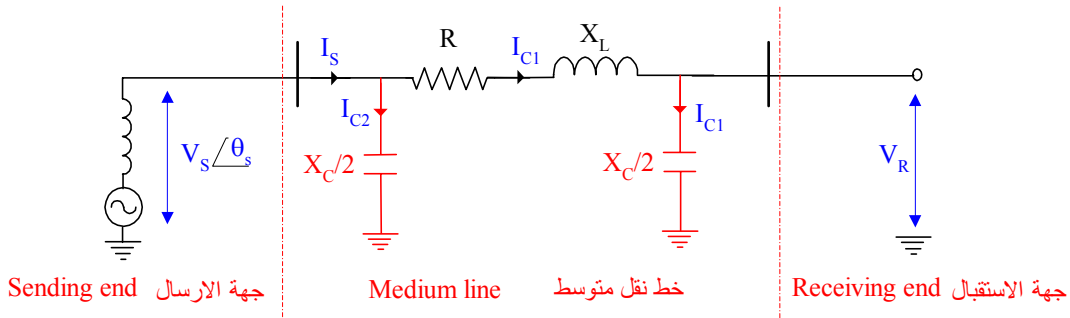 I_S
R
I_C1
X_L
I_C2
I_C1
V_S∠θ_s
X_C/2
X_C/2
V_R
Sending end جهة الارسال
Medium line خط نقل متوسط
Receiving end جهة الاستقبال